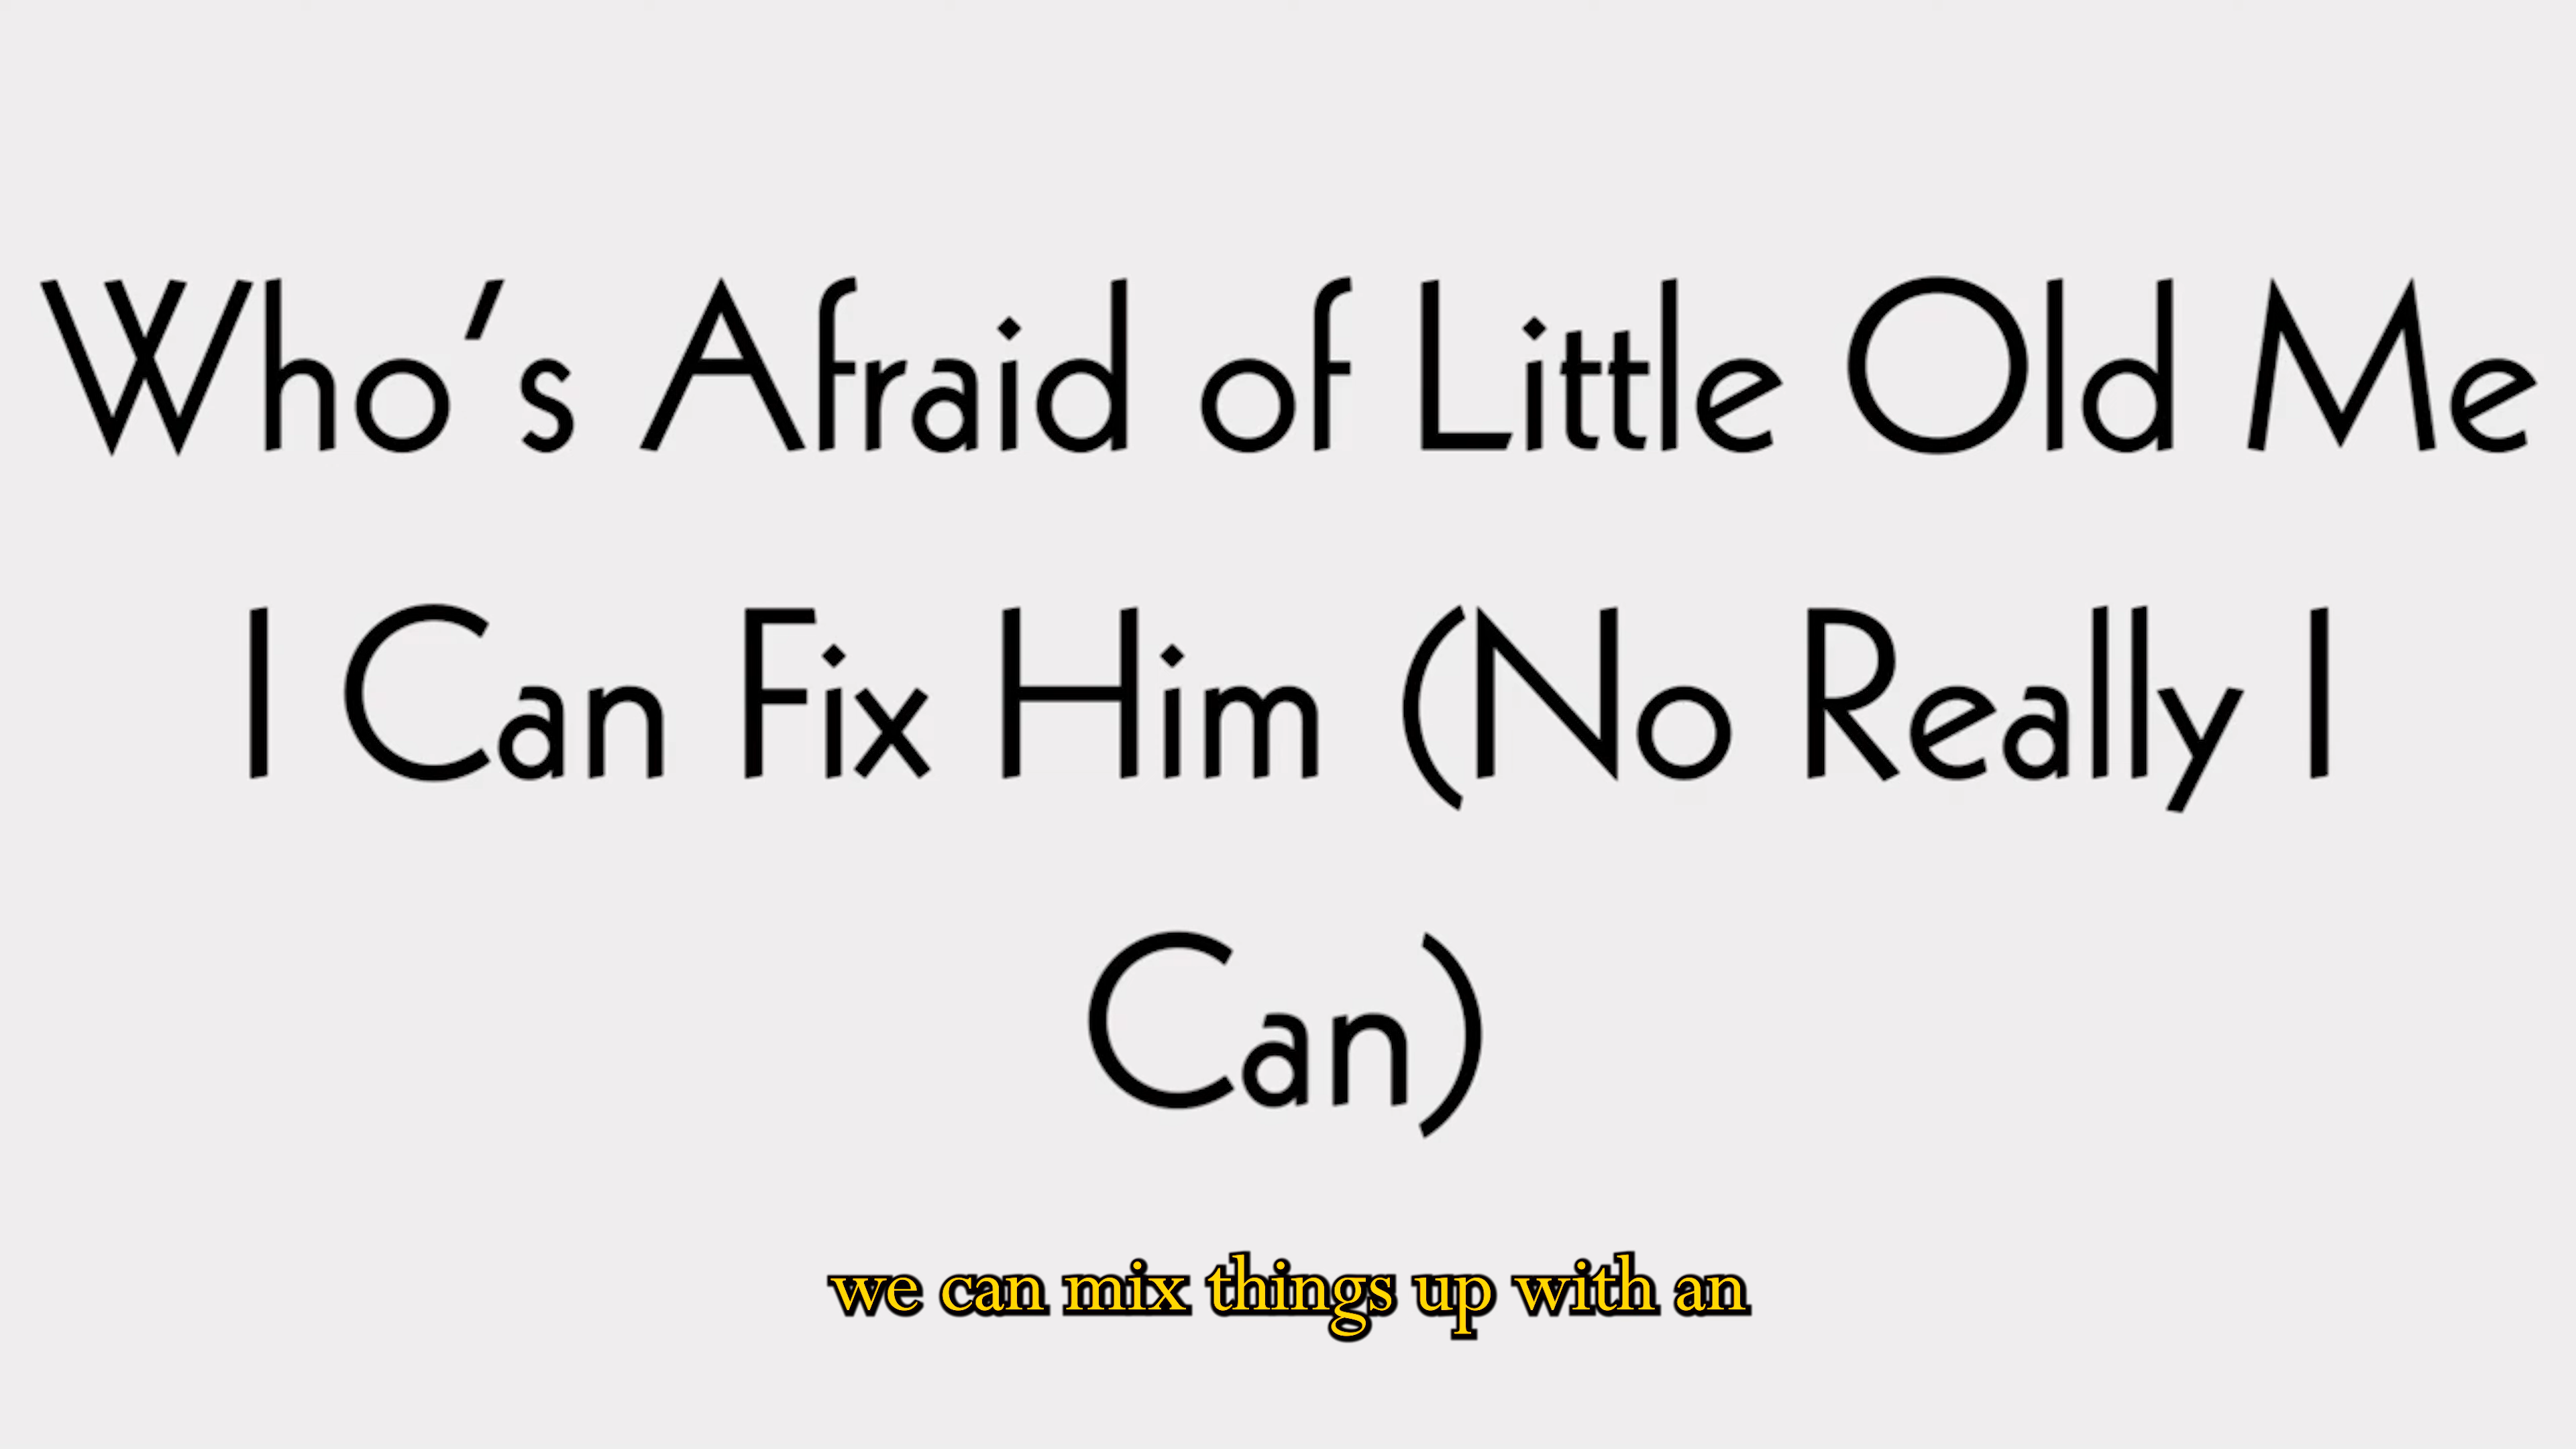 Who's Afraid of Little Old Me
I Can Fix Him (No Really I
Can)
we can mix things up with an